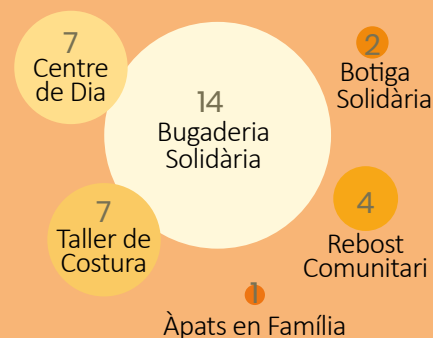 7
Centre
de Dia
14
Bugaderia
Solidària
2
Botiga
Solidària
7
Taller de
Costura
4
Rebost
Comunitari
1
Àpats en Família